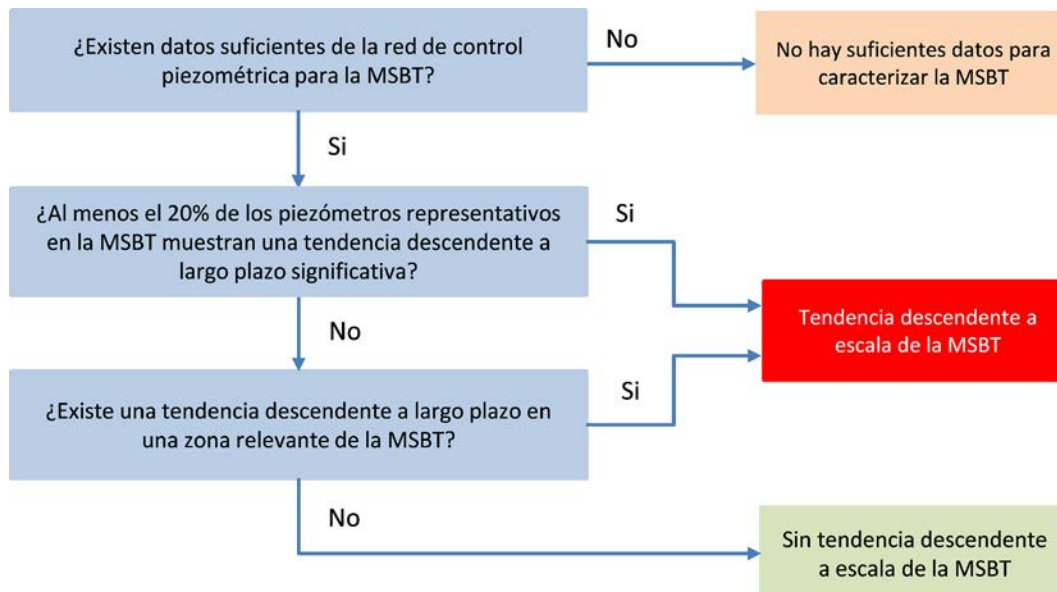 ¿Existen datos suficientes de la red de control
piezométrica para la MSBT?
No
No hay suficientes datos para
caracterizar la MSBT
Si
¿Al menos el 20% de los piezómetros representativos
en la MSBT muestran una tendencia descendente a
largo plazo significativa?
Si
Tendencia descendente a
escala de la MSBT
No
¿Existe una tendencia descendente a largo plazo en
una zona relevante de la MSBT?
Si
No
Sin tendencia descendente
a escala de la MSBT